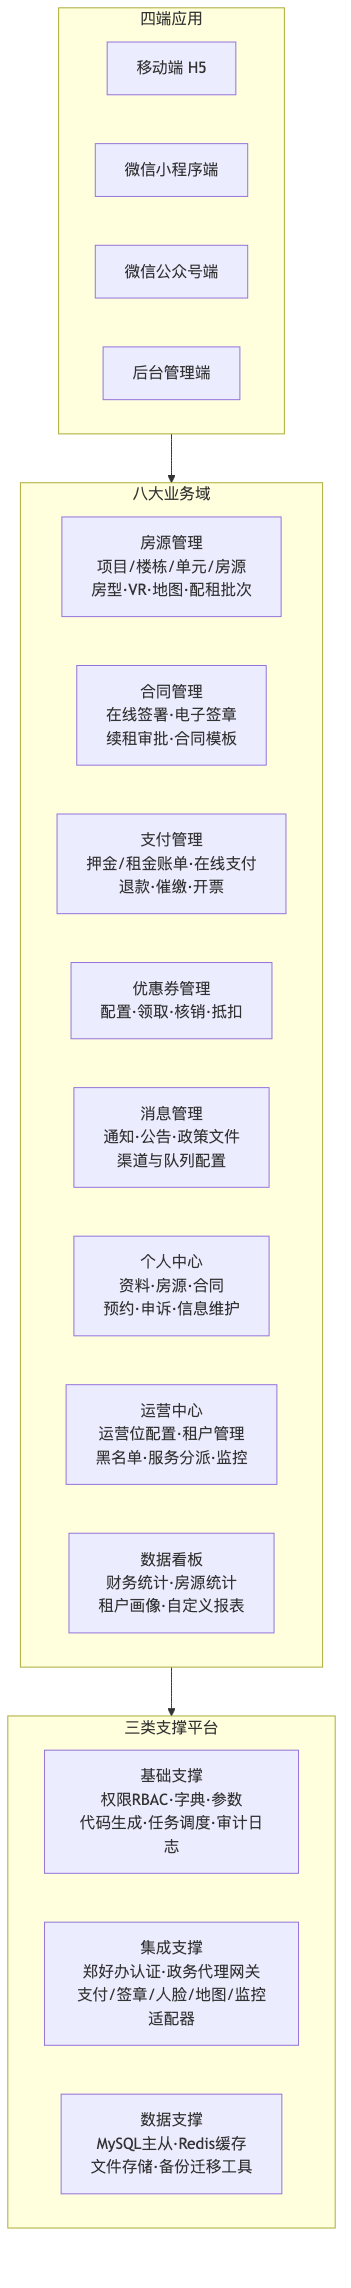 四端应用
移动端 H5
微信小程序端
微信公众号端
后台管理端
八大业务域
房源管理
项目/楼栋/单元/房源
房型·VR·地图·配租批次
合同管理
在线签署·电子签章
续租审批·合同模板
支付管理
押金/租金账单·在线支付
退款·催缴·开票
优惠券管理
配置·领取·核销·抵扣
消息管理
通知·公告·政策文件
渠道与队列配置
个人中心
资料·房源·合同
预约·申诉·信息维护
运营中心
运营位配置·租户管理
黑名单·服务分派·监控
数据看板
财务统计·房源统计
租户画像·自定义报表
三类支撑平台
基础支撑
权限RBAC·字典·参数
代码生成·任务调度·审计日
志
集成支撑
郑好办认证·政务代理网关
支付/签章/人脸/地图/监控
适配器
数据支撑
MySQL主从·Redis缓存
文件存储·备份迁移工具